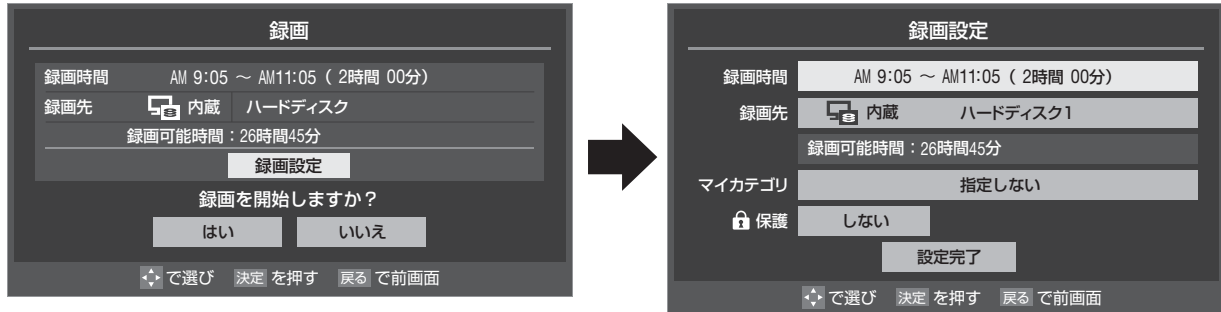 録画
録画時間 AM 9:05 ～ AM11:05 ( 2時間 00分)
録画先 内蔵 ハードディスク
録画可能時間：26時間45分
録画設定
録画を開始しますか？
はい いいえ
で選び 決定 を押す 戻る で前画面
録画設定
録画時間 AM 9:05 ～ AM11:05 ( 2時間 00分)
録画先 内蔵 ハードディスク1
録画可能時間：26時間45分
マイカテゴリ 指定しない
保護 しない
設定完了
で選び 決定 を押す 戻る で前画面